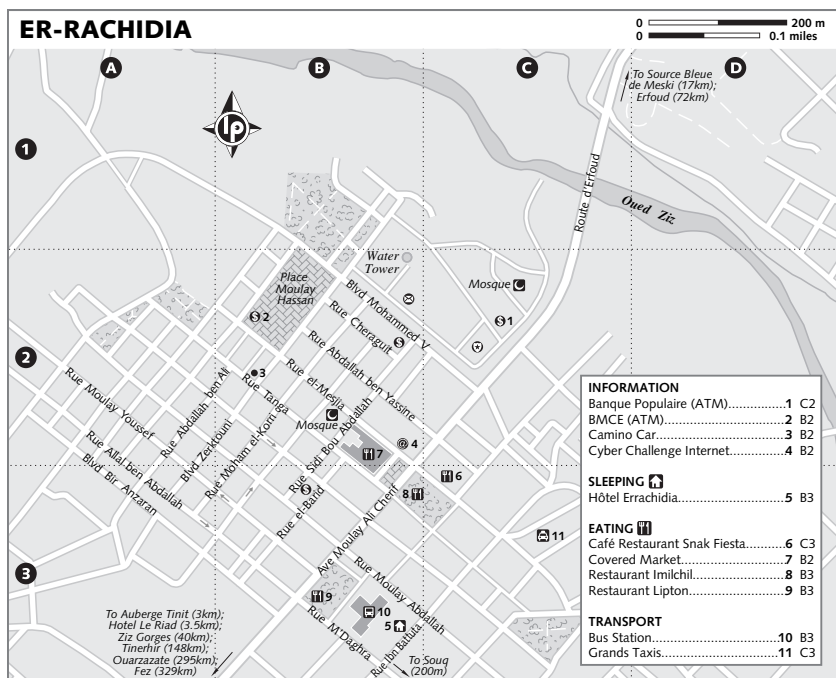 ER-RACHIDIA
0 200 m
0 0.1 miles
A B C D
To Source Bleue
de Meski (17km);
Erfoud (72km)
lp
1
Route d'Erfoud
Oued Ziz
Water
Tower
Place
Moulay
Hassan
Mosque
Blvd Mohammed V
1
2
Rue Cheraguit
2
3
Rue Abdallah ben Yassine
Rue el-Mesjia
Rue Tanga
Rue Moulay Youssef
Rue Abdallah ben Ali
Mosque
Blvd Zerktouni
Rue Moham el-Korri
Rue Sidi Bou Abdallah
4
7
Rue Allal ben Abdallah
Blvd Bir Anzaran
6
8
Rue el-Barid
Ave Moulay Ali Cherif
11
3
Rue Moulay Abdallah
9
10
5
Rue M'Daghra
Rue Ibn Batluta
To Auberge Tinit (3km);
Hotel Le Riad (3.5km);
Ziz Gorges (40km);
Tinerhir (148km);
Ouarzazate (295km);
Fez (329km)
To Souq
(200m)
INFORMATION
Banque Populaire (ATM)..............1 C2
BMCE (ATM)..............2 B2
Camino Car..............3 B2
Cyber Challenge Internet..............4 B2
SLEEPING
Hôtel Errachidia..............5 B3
EATING
Café Restaurant Snak Fiesta..........6 C3
Covered Market..............7 B2
Restaurant Imilchil..............8 B3
Restaurant Lipton..............9 B3
TRANSPORT
Bus Station..............10 B3
Grands Taxis..............11 C3